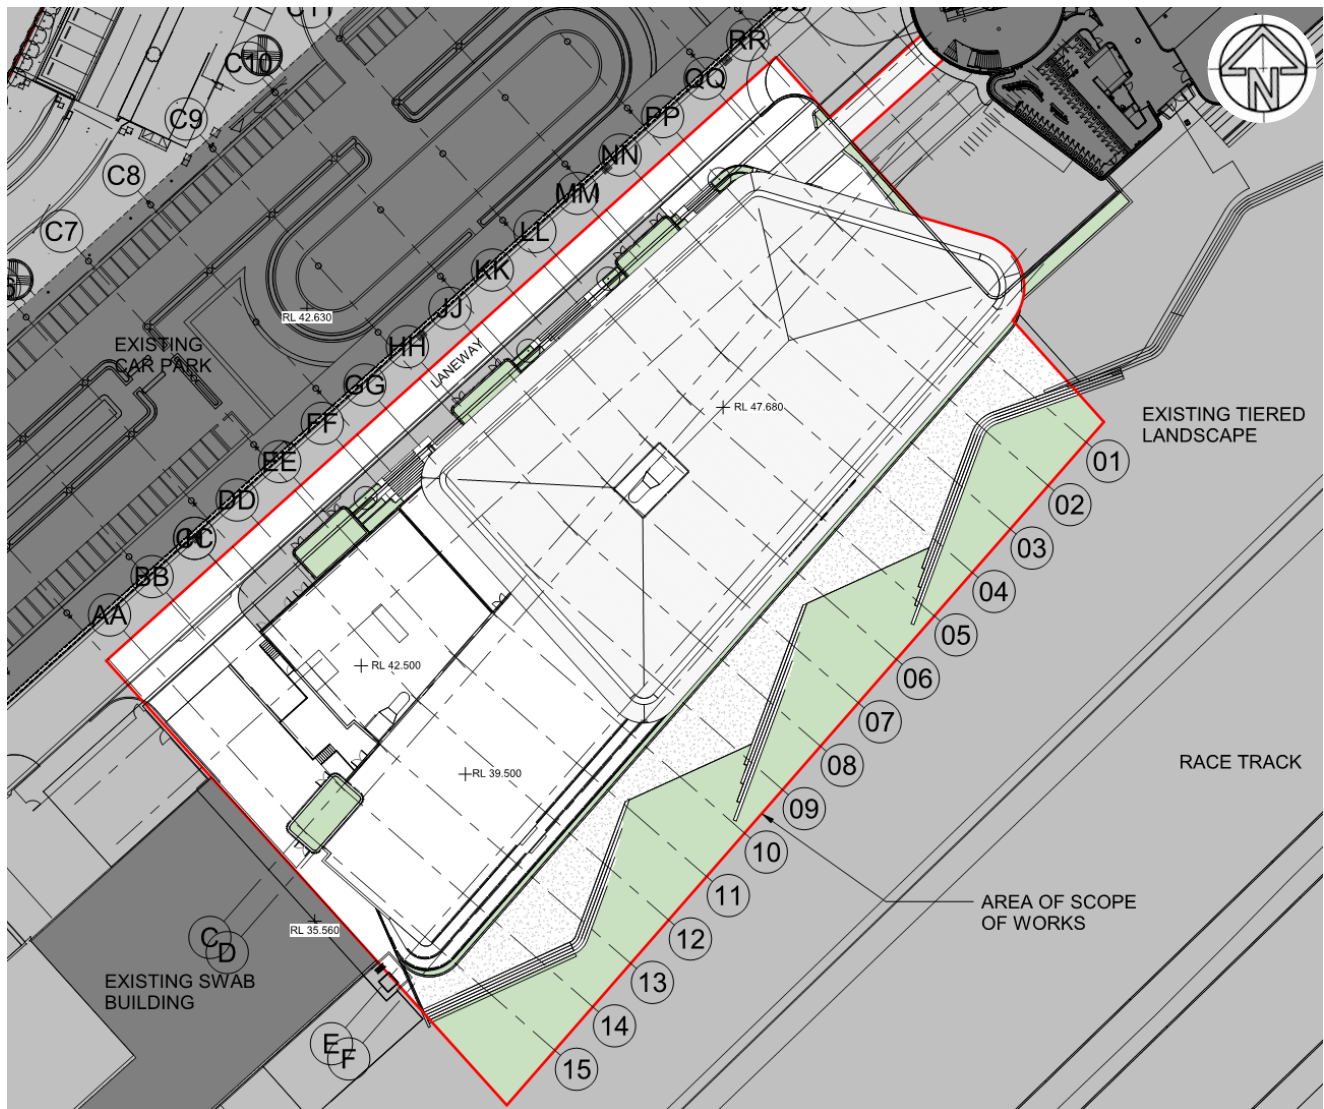 C11
C10
C9
C8
C7
RR
QQ
PP
NN
MM
LL
KK
JJ
HH
GG
FF
EE
DD
BB
AA
N
RL 42.630
EXISTING
CAR PARK
LANEWAY
RL 47.680
EXISTING TIERED
LANDSCAPE
01
02
03
04
05
06
07
08
09
10
11
12
13
14
15
RL 42.500
RL 39.500
RACE TRACK
AREA OF SCOPE
OF WORKS
RL 35.560
C
D
EXISTING SWAB
BUILDING
E
F